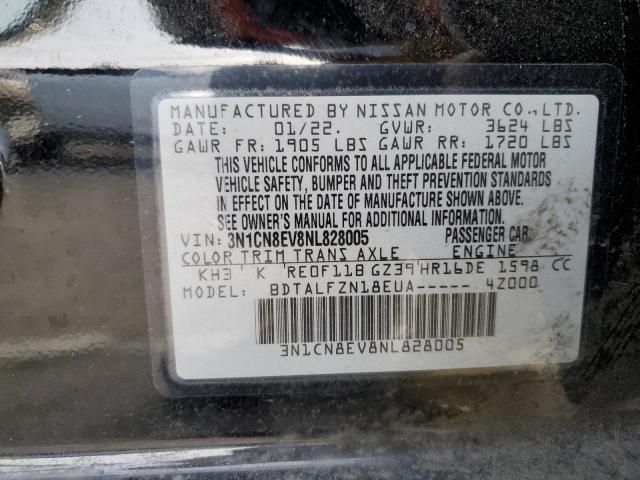 MANUFACTURED BY NISSAN MOTOR CO.,LTD.
DATE: 01/22. GVWR: 3624 LBS
GAWR FR: 1905 LBS GAWR RR: 1720 LBS
THIS VEHICLE CONFORMS TO ALL APPLICABLE FEDERAL MOTOR
VEHICLE SAFETY, BUMPER AND THEFT PREVENTION STANDARDS
IN EFFECT ON THE DATE OF MANUFACTURE SHOWN ABOVE.
SEE OWNER'S MANUAL FOR ADDITIONAL INFORMATION.
VIN: 3N1CN8EV8NL828005 PASSENGER CAR
COLOR TRIM TRANS AXLE ENGINE
KH3 K RE0F11B GZ39 HR16DE 1598 CC
MODEL: BDTALFZN18EUA----- 4Z000
3N1CN8EV8NL828005